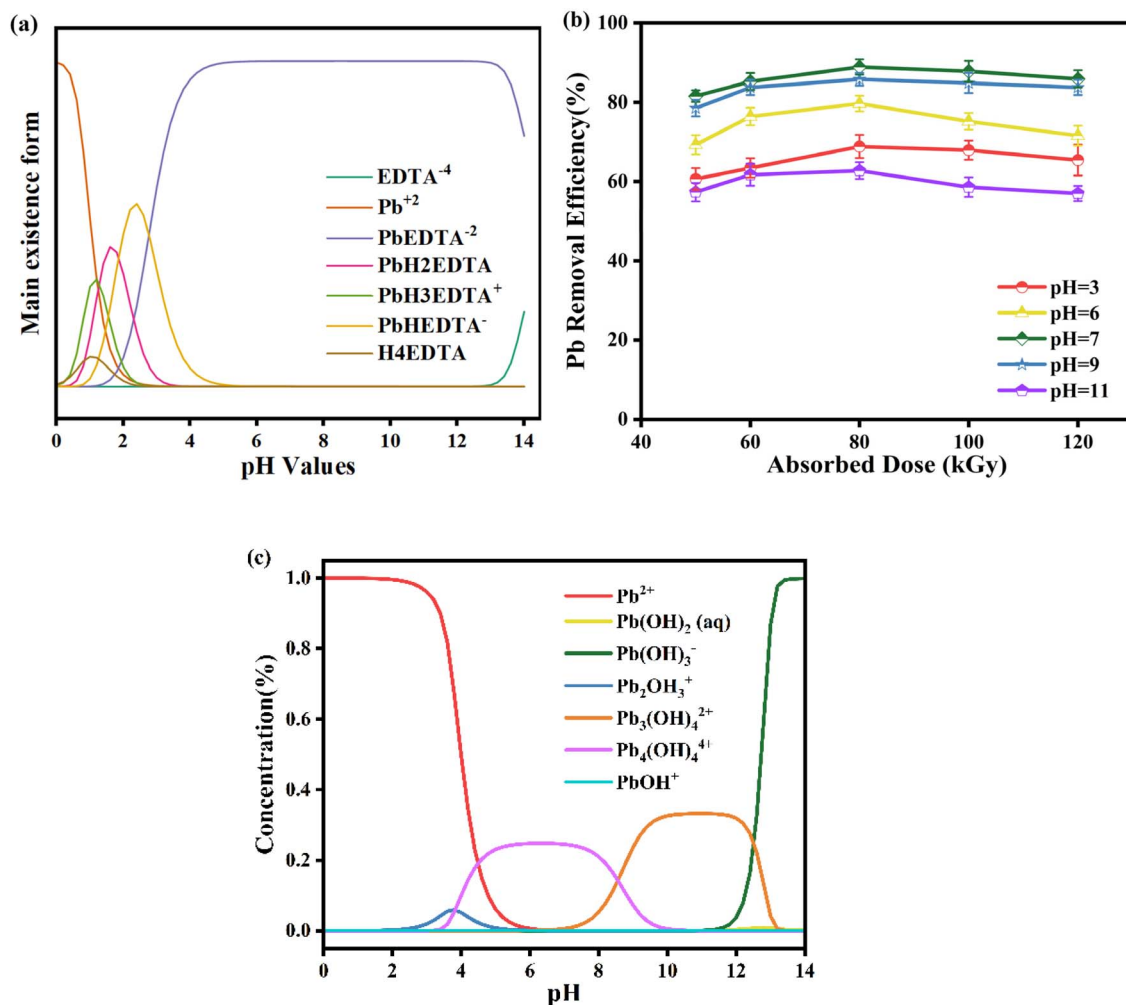 (a)
Main existence form
EDTA⁻⁴
Pb⁺²
PbEDTA⁻²
PbH2EDTA
PbH3EDTA⁺
PbHEDTA⁻
H4EDTA
0 2 4 6 8 10 12 14
pH Values
(b)
Pb Removal Efficiency(%)
100
80
60
40
20
0
pH=3
pH=6
pH=7
pH=9
pH=11
40 60 80 100 120
Absorbed Dose (kGy)
(c)
Concentration(%)
1.0
0.8
0.6
0.4
0.2
0.0
Pb²⁺
Pb(OH)₂ (aq)
Pb(OH)₃⁻
Pb₂OH₃⁺
Pb₃(OH)₄²⁺
Pb₄(OH)₄⁴⁺
PbOH⁺
0 2 4 6 8 10 12 14
pH